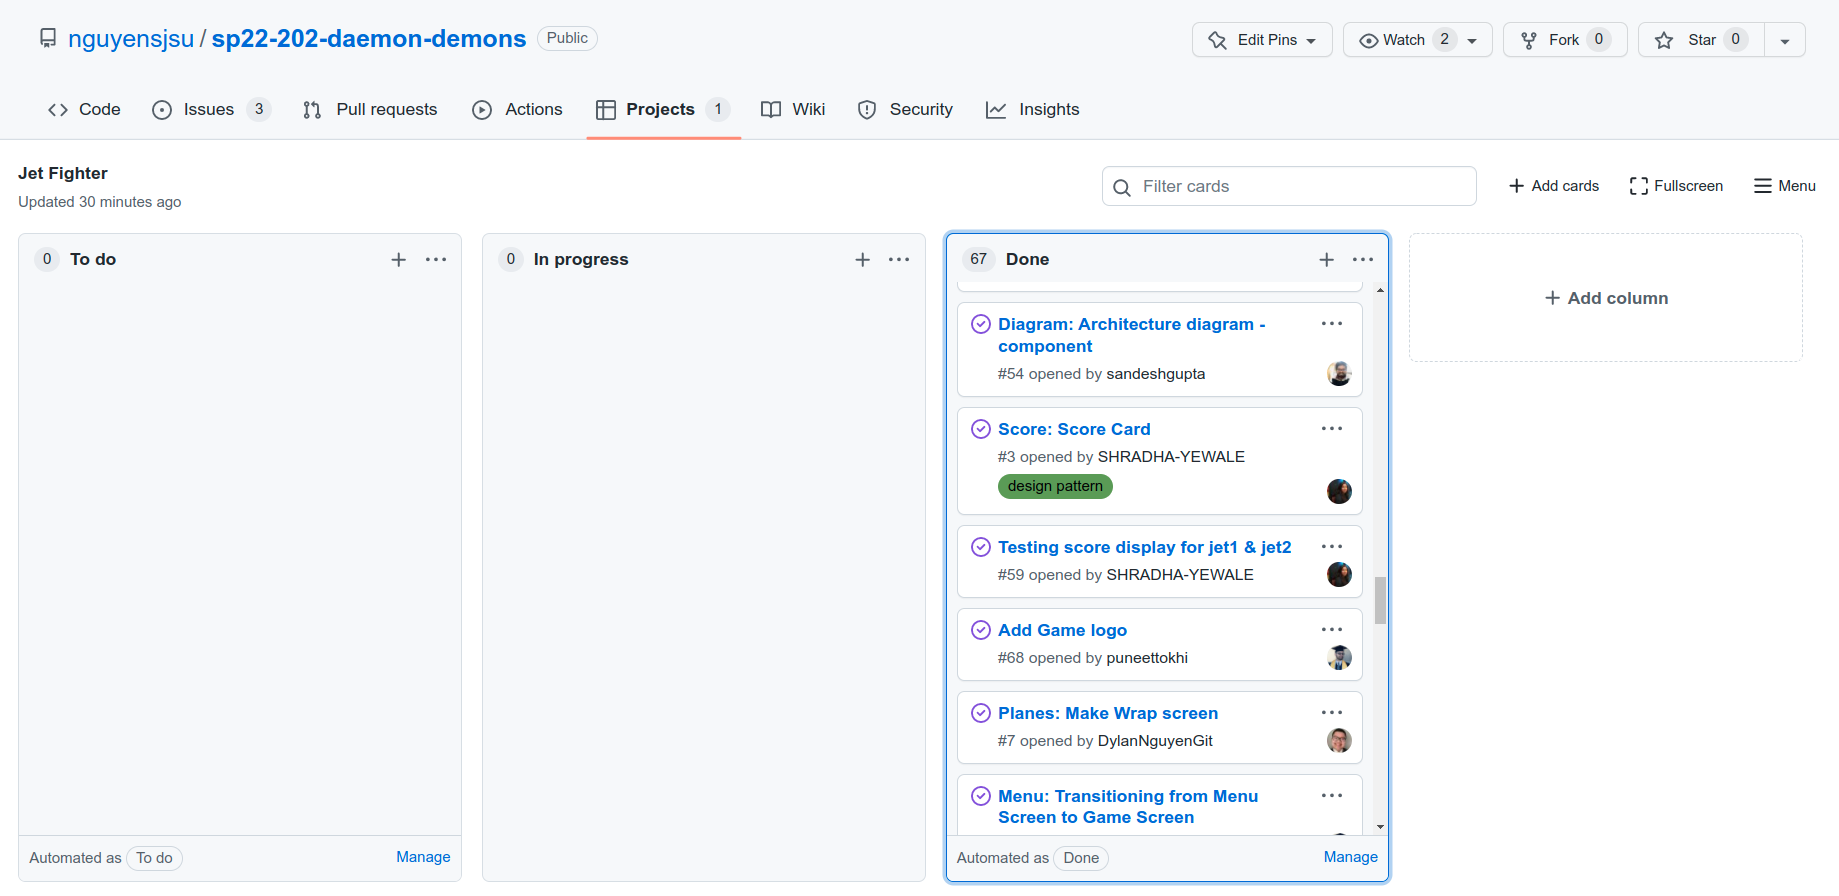 nguyensjsu / sp22-202-daemon-demons Public
Edit Pins Watch 2 Fork 0 Star 0
Code Issues 3 Pull requests Actions Projects 1 Wiki Security Insights
Jet Fighter
Updated 30 minutes ago
Filter cards
Add cards Fullscreen Menu
0 To do
Automated as To do Manage
0 In progress
67 Done
Diagram: Architecture diagram -
component
#54 opened by sandeshgupta
Score: Score Card
#3 opened by SHRADHA-YEWALE
design pattern
Testing score display for jet1 & jet2
#59 opened by SHRADHA-YEWALE
Add Game logo
#68 opened by puneettokhi
Planes: Make Wrap screen
#7 opened by DylanNguyenGit
Menu: Transitioning from Menu
Screen to Game Screen
Automated as Done Manage
Add column